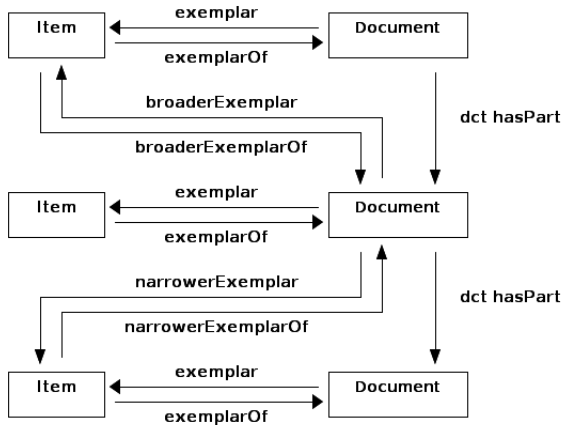 exemplar
Item
Document
exemplarOf
broaderExemplar
dct hasPart
broaderExemplarOf
exemplar
Item
Document
exemplarOf
narrowerExemplar
dct hasPart
narrowerExemplarOf
exemplar
Item
Document
exemplarOf